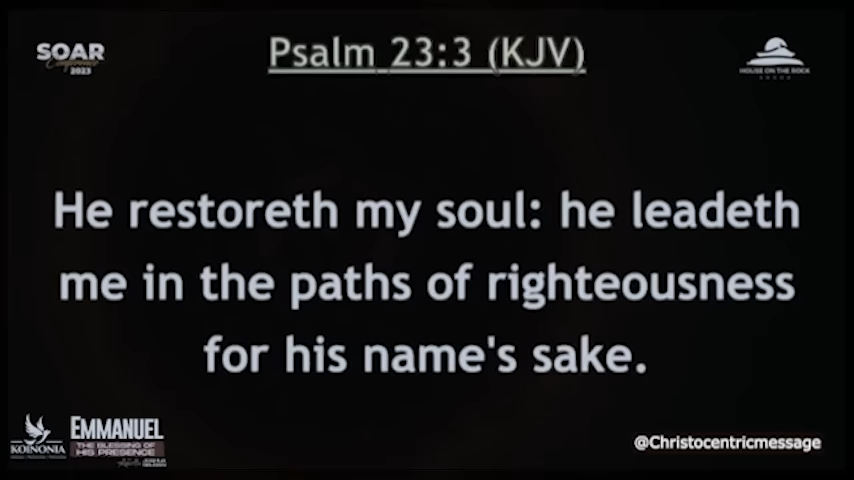 SOAR
Conference
2023
Psalm 23:3 (KJV)
HOUSE ON THE ROCK
He restoreth my soul: he leadeth
me in the paths of righteousness
for his name's sake.
KOINONIA
EMMANUEL
THE BLESSING OF
HIS PRESENCE
@Christocentricmessage